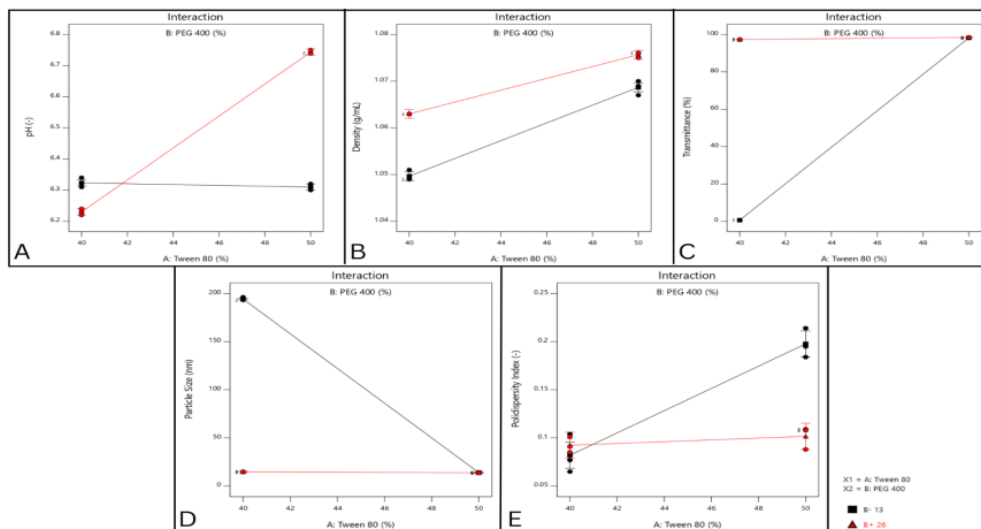 Interaction
B: PEG 400 (%)
6.8
6.7
6.6
6.5
6.4
6.3
6.2
pH (-)
40 42 44 46 48 50
A: Tween 80 (%)
A
Interaction
B: PEG 400 (%)
1.08
1.07
1.06
1.05
1.04
Density (g/mL)
40 42 44 46 48 50
A: Tween 80 (%)
B
Interaction
B: PEG 400 (%)
100
80
60
40
20
0
Transmittance (%)
40 42 44 46 48 50
A: Tween 80 (%)
C
Interaction
B: PEG 400 (%)
200
150
100
50
0
Particle Size (nm)
40 42 44 46 48 50
A: Tween 80 (%)
D
Interaction
B: PEG 400 (%)
0.25
0.2
0.15
0.1
0.05
Polidispersity Index (-)
40 42 44 46 48 50
A: Tween 80 (%)
E
X1 = A: Tween 80
X2 = B: PEG 400
B- 13
B+ 26